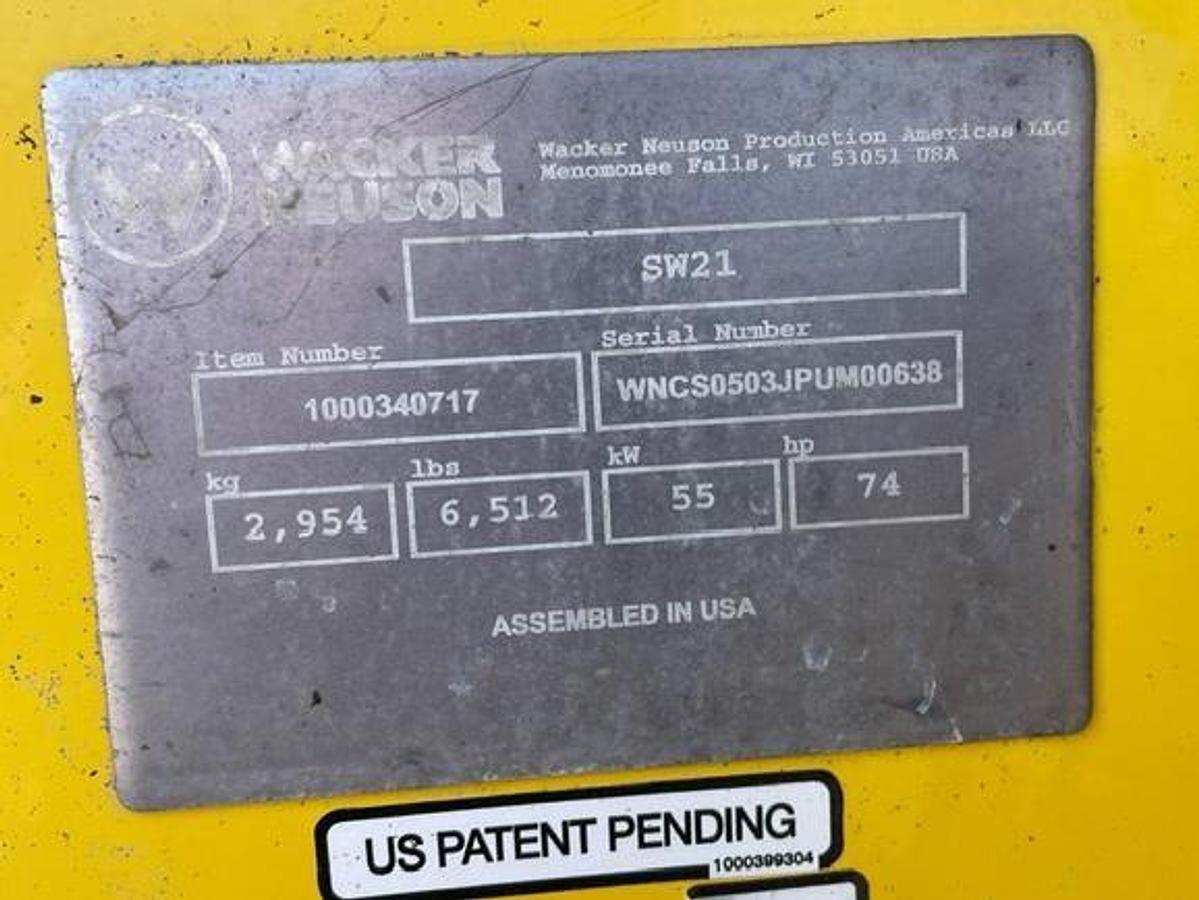 WACKER
NEUSON
Wacker Neuson Production Americas LLC
Menomonee Falls, WI 53051 USA
SW21
Item Number
1000340717
Serial Number
WNCS0503JPUM00638
kg
2,954
lbs
6,512
kW
55
hp
74
ASSEMBLED IN USA
US PATENT PENDING
1000399304